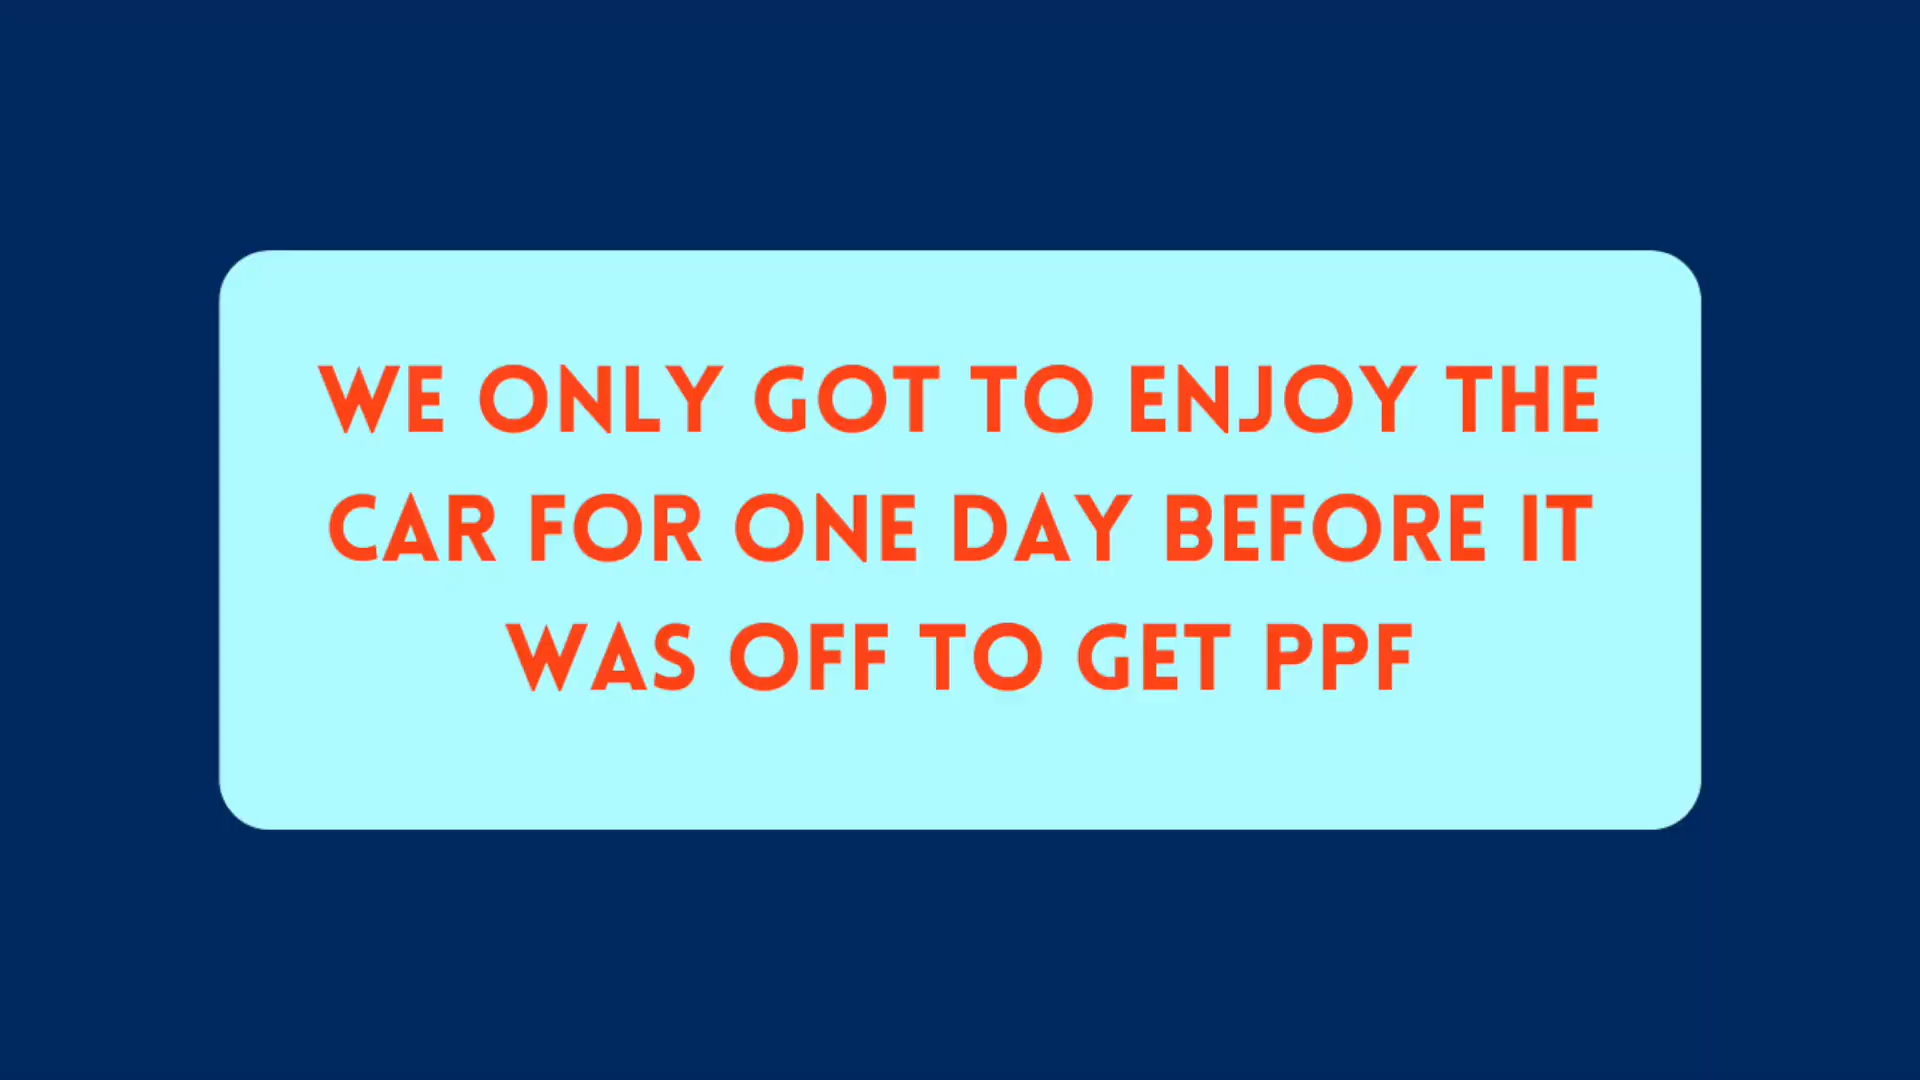 WE ONLY GOT TO ENJOY THE
CAR FOR ONE DAY BEFORE IT
WAS OFF TO GET PPF